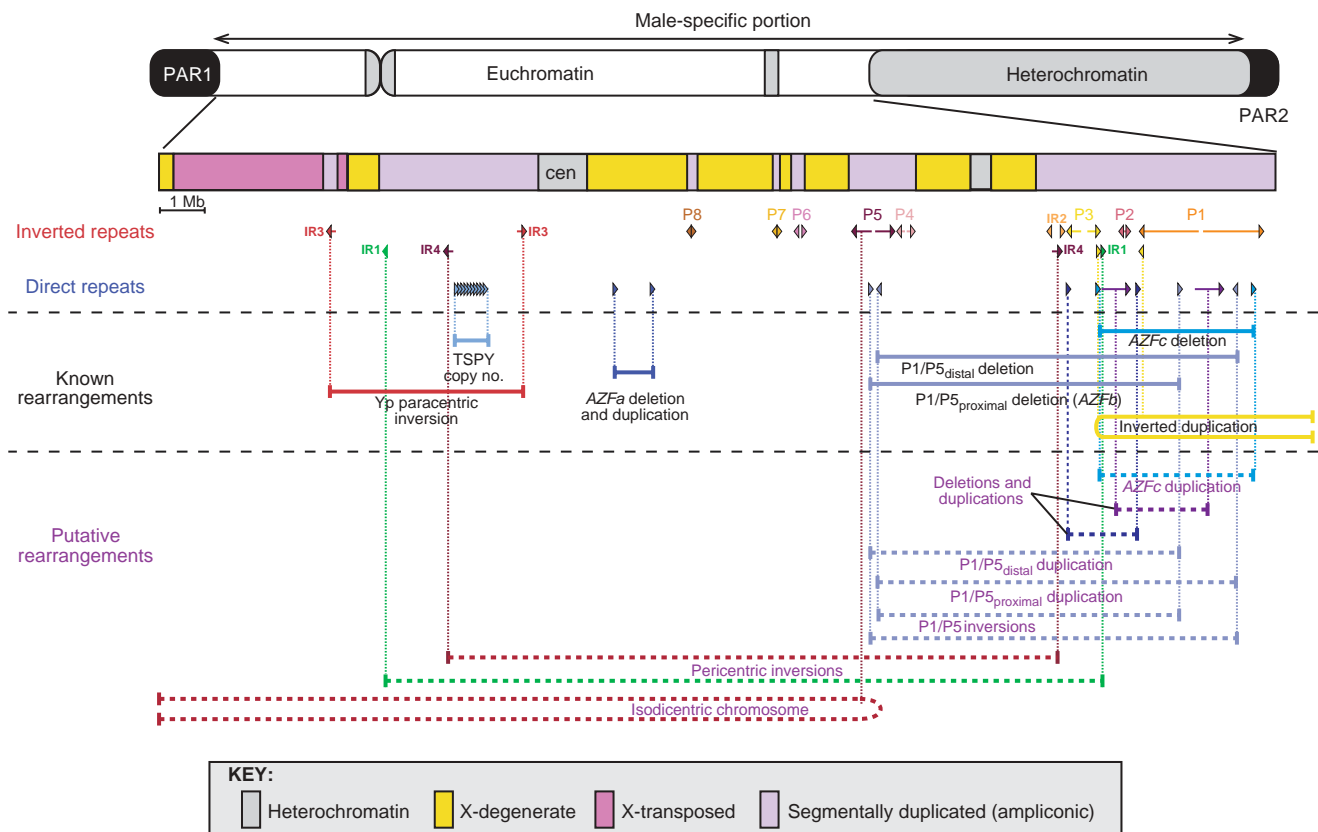 Male-specific portion
PAR1
Euchromatin
Heterochromatin
PAR2
cen
1 Mb
Inverted repeats
IR3
IR3
P8
P7
P6
P5
P4
IR2
P3
P2
P1
IR1
IR4
IR4
IR1
Direct repeats
Known
rearrangements
TSPY
copy no.
Yp paracentric
inversion
AZFa deletion
and duplication
AZFc deletion
P1/P5distal deletion
P1/P5proximal deletion (AZFb)
Inverted duplication
Putative
rearrangements
Deletions and
duplications
AZFc duplication
P1/P5distal duplication
P1/P5proximal duplication
P1/P5 inversions
Pericentric inversions
Isodicentric chromosome
KEY:
Heterochromatin
X-degenerate
X-transposed
Segmentally duplicated (ampliconic)